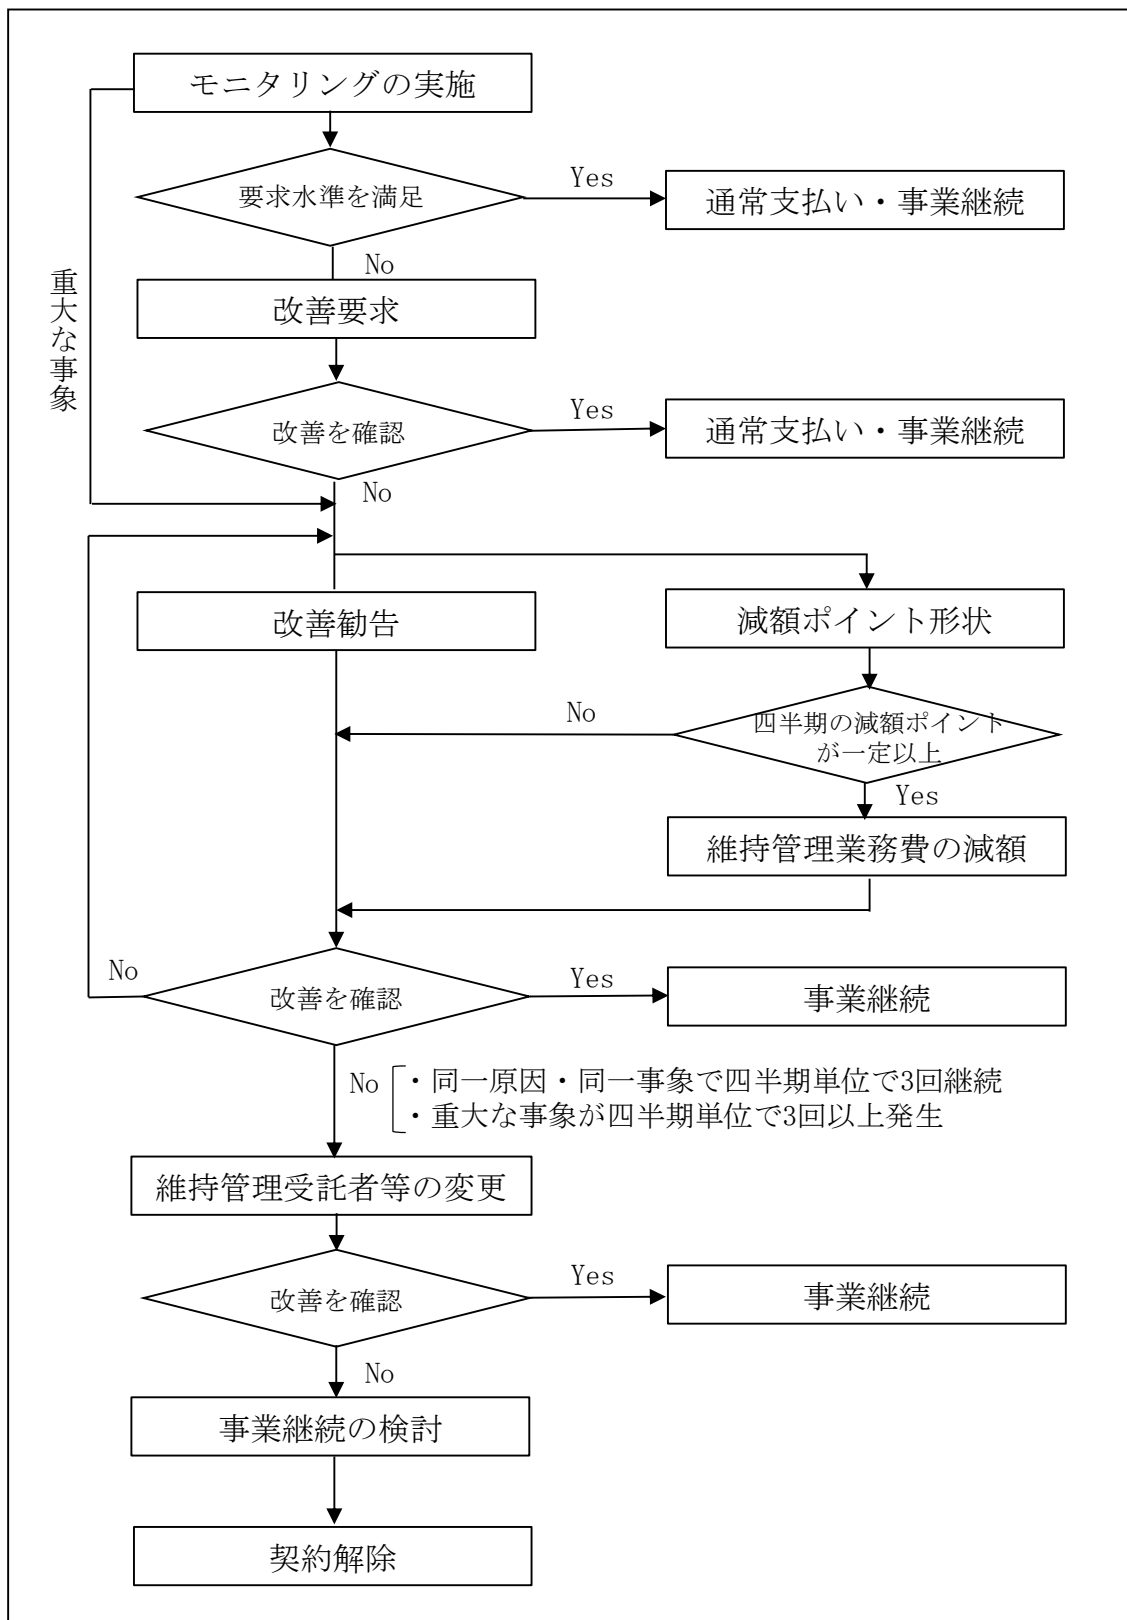 モニタリングの実施
要求水準を満足
Yes
通常支払い・事業継続
No
重大な事象
改善要求
改善を確認
Yes
通常支払い・事業継続
No
改善勧告
減額ポイント形状
No
四半期の減額ポイント
が一定以上
Yes
維持管理業務費の減額
No
改善を確認
Yes
事業継続
No
・同一原因・同一事象で四半期単位で3回継続
・重大な事象が四半期単位で3回以上発生
維持管理受託者等の変更
改善を確認
Yes
事業継続
No
事業継続の検討
契約解除